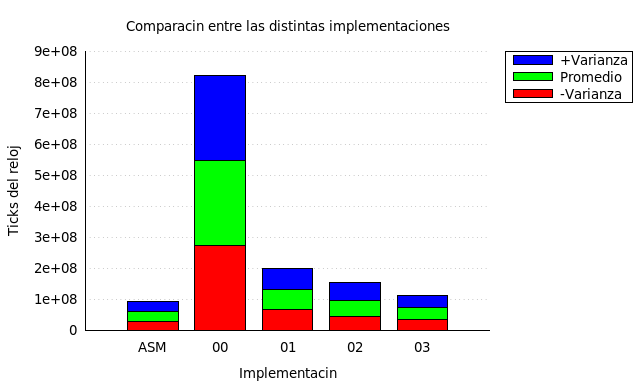 Comparacin entre las distintas implementaciones
+Varianza
Promedio
-Varianza
9e+08
8e+08
7e+08
6e+08
5e+08
4e+08
3e+08
2e+08
1e+08
0
Ticks del reloj
ASM 00 01 02 03
Implementacin